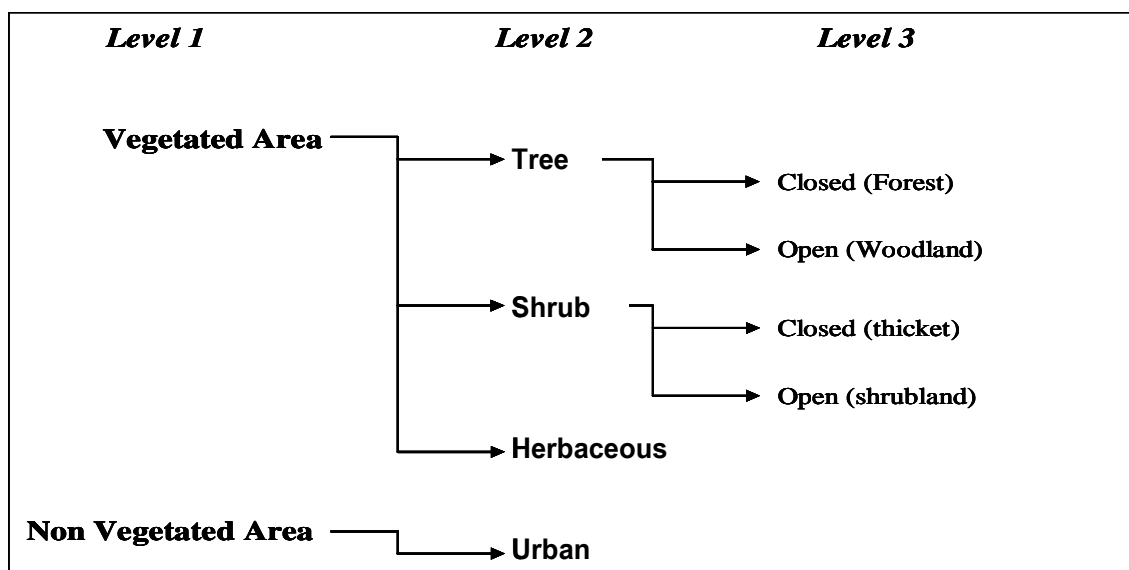 Level 1 Level 2 Level 3
Vegetated Area
Tree
Closed (Forest)
Open (Woodland)
Shrub
Closed (thicket)
Open (shrubland)
Herbaceous
Non Vegetated Area
Urban